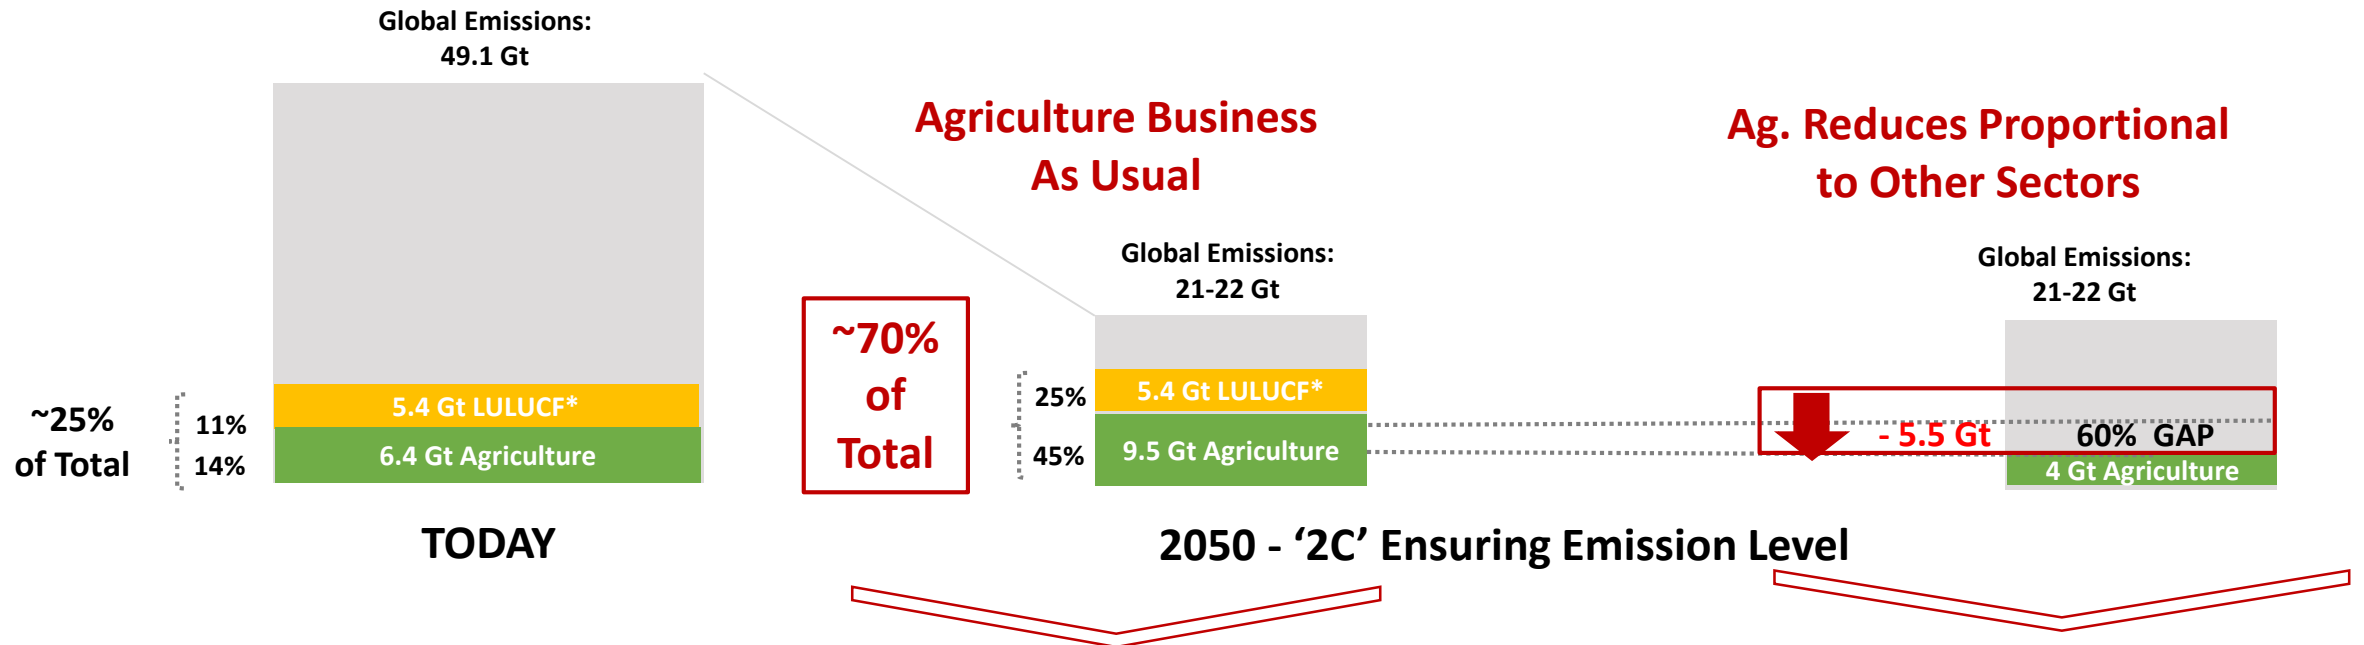 Global Emissions:
49.1 Gt
5.4 Gt LULUCF*
6.4 Gt Agriculture
~25%
of Total
11%
14%
TODAY
Agriculture Business
As Usual
Global Emissions:
21-22 Gt
~70%
of
Total
25%
45%
5.4 Gt LULUCF*
9.5 Gt Agriculture
Ag. Reduces Proportional
to Other Sectors
Global Emissions:
21-22 Gt
- 5.5 Gt
60% GAP
4 Gt Agriculture
2050 - ‘2C’ Ensuring Emission Level